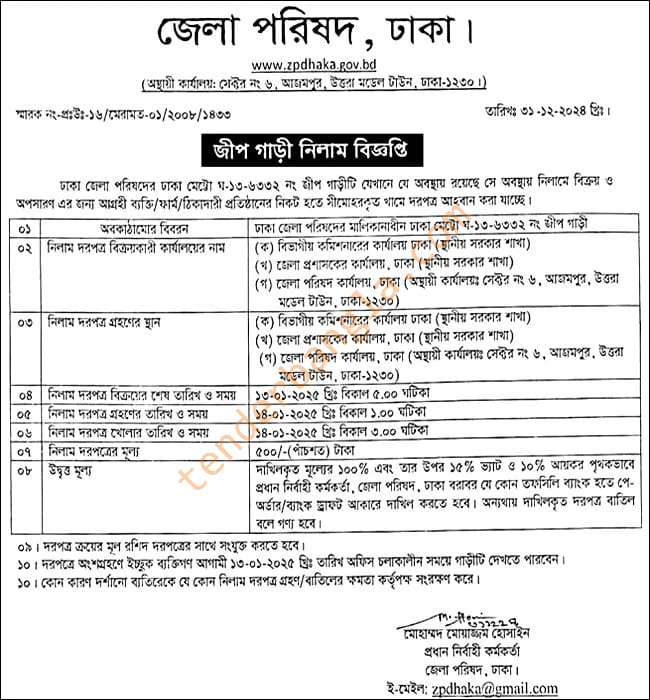 জেলা পরিষদ, ঢাকা।
www.zpdhaka.gov.bd
(অস্থায়ী কার্যালয়: সেক্টর নং ৬, আজমপুর, উত্তরা মডেল টাউন, ঢাকা-১২৩০।)
স্মারক নং-প্রঃউঃ-১৬/মেরামত-০১/২০০৮/১৪৩৩
তারিখঃ ৩১-১২-২০২৪ খ্রিঃ।
জীপ গাড়ী নিলাম বিজ্ঞপ্তি
ঢাকা জেলা পরিষদের ঢাকা মেট্টো ঘ-১৩-৬৩৩২ নং জীপ গাড়ীটি যেখানে যে অবস্থায় রয়েছে সে অবস্থায় নিলামে বিক্রয় ও
অপসারণ এর জন্য আগ্রহী ব্যক্তি/ফার্ম/ঠিকাদারী প্রতিষ্ঠানের নিকট হতে সীমোহরকৃত খামে দরপত্র আহবান করা যাচ্ছে।
০১ অবকাঠামোর বিবরন ঢাকা জেলা পরিষদের মালিকানাধীন ঢাকা মেট্টো ঘ-১৩-৬৩৩২ নং জীপ গাড়ী
০২ নিলাম দরপত্র বিক্রয়কারী কার্যালয়ের নাম (ক) বিভাগীয় কমিশনারের কার্যালয় ঢাকা (স্থানীয় সরকার শাখা)
(খ) জেলা প্রশাসকের কার্যালয়, ঢাকা (স্থানীয় সরকার শাখা)
(গ) জেলা পরিষদ কার্যালয়, ঢাকা (অস্থায়ী কার্যালয়ঃ সেক্টর নং ৬, আজমপুর, উত্তরা
মডেল টাউন, ঢাকা-১২৩০)
০৩ নিলাম দরপত্র গ্রহণের স্থান (ক) বিভাগীয় কমিশনারের কার্যালয় ঢাকা (স্থানীয় সরকার শাখা)
(খ) জেলা প্রশাসকের কার্যালয়, ঢাকা (স্থানীয় সরকার শাখা)
(গ) জেলা পরিষদ কার্যালয়, ঢাকা (অস্থায়ী কার্যালয়ঃ সেক্টর নং ৬, আজমপুর, উত্তরা
মডেল টাউন, ঢাকা-১২৩০)
০৪ নিলাম দরপত্র বিক্রয়ের শেষ তারিখ ও সময় ১৩-০১-২০২৫ খ্রিঃ বিকাল ৫.০০ ঘটিকা
০৫ নিলাম দরপত্র গ্রহণের তারিখ ও সময় ১৪-০১-২০২৫ খ্রিঃ বিকাল ১.০০ ঘটিকা
০৬ নিলাম দরপত্র খোলার তারিখ ও সময় ১৪-০১-২০২৫ খ্রিঃ বিকাল ৩.০০ ঘটিকা
০৭ নিলাম দরপত্রের মূল্য ৫০০/-(পাঁচশত) টাকা
০৮ উদ্বৃত্ত মূল্য দাখিলকৃত মূল্যের ১০০% এবং তার উপর ১৫% ভ্যাট ও ১০% আয়কর পৃথকভাবে
প্রধান নির্বাহী কর্মকর্তা, জেলা পরিষদ, ঢাকা বরাবর যে কোন তফসিলি ব্যাংক হতে পে-
অর্ডার/ব্যাংক ড্রাফট আকারে দাখিল করতে হবে। অন্যথায় দাখিলকৃত দরপত্র বাতিল
বলে গণ্য হবে।
০৯। দরপত্র ক্রয়ের মূল রশিদ দরপত্রের সাথে সংযুক্ত করতে হবে।
১০। দরপত্রে অংশগ্রহণে ইচ্ছুক ব্যক্তিগণ আগামী ১৩-০১-২০২৫ খ্রিঃ তারিখ অফিস চলাকালীন সময়ে গাড়ীটি দেখতে পারবেন।
১০। কোন কারণ দর্শানো ব্যতিরেকে যে কোন নিলাম দরপত্র গ্রহণ/বাতিলের ক্ষমতা কর্তৃপক্ষ সংরক্ষণ করে।
মোহাম্মদ মোয়াজ্জম হোসাইন
প্রধান নির্বাহী কর্মকর্তা
জেলা পরিষদ, ঢাকা।
ই-মেইল: zpdhaka@gmail.com
tenderbangla.com